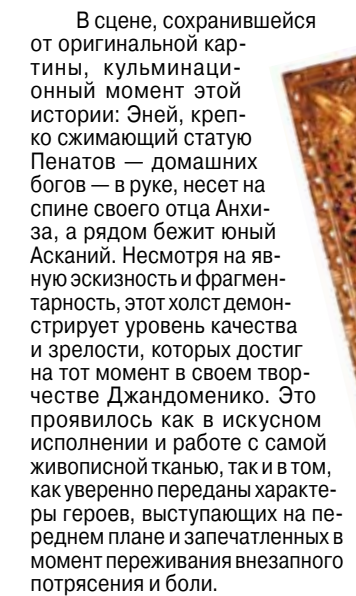 В сцене, сохранившейся
от оригинальной кар-
тины, кульминаци-
онный момент этой
истории: Эней, креп-
ко сжимающий статую
Пенатов — домашних
богов — в руке, несет на
спине своего отца Анхи-
за, а рядом бежит юный
Асканий. Несмотря на яв-
ную эскизность и фрагмен-
тарность, этот холст демон-
стрирует уровень качества
и зрелости, которых достиг
на тот момент в своем твор-
честве Джандоменико. Это
проявилось как в искусном
исполнении и работе с самой
живописной тканью, так и в том,
как уверенно переданы характе-
ры героев, выступающих на пе-
реднем плане и запечатленных в
момент переживания внезапного
потрясения и боли.